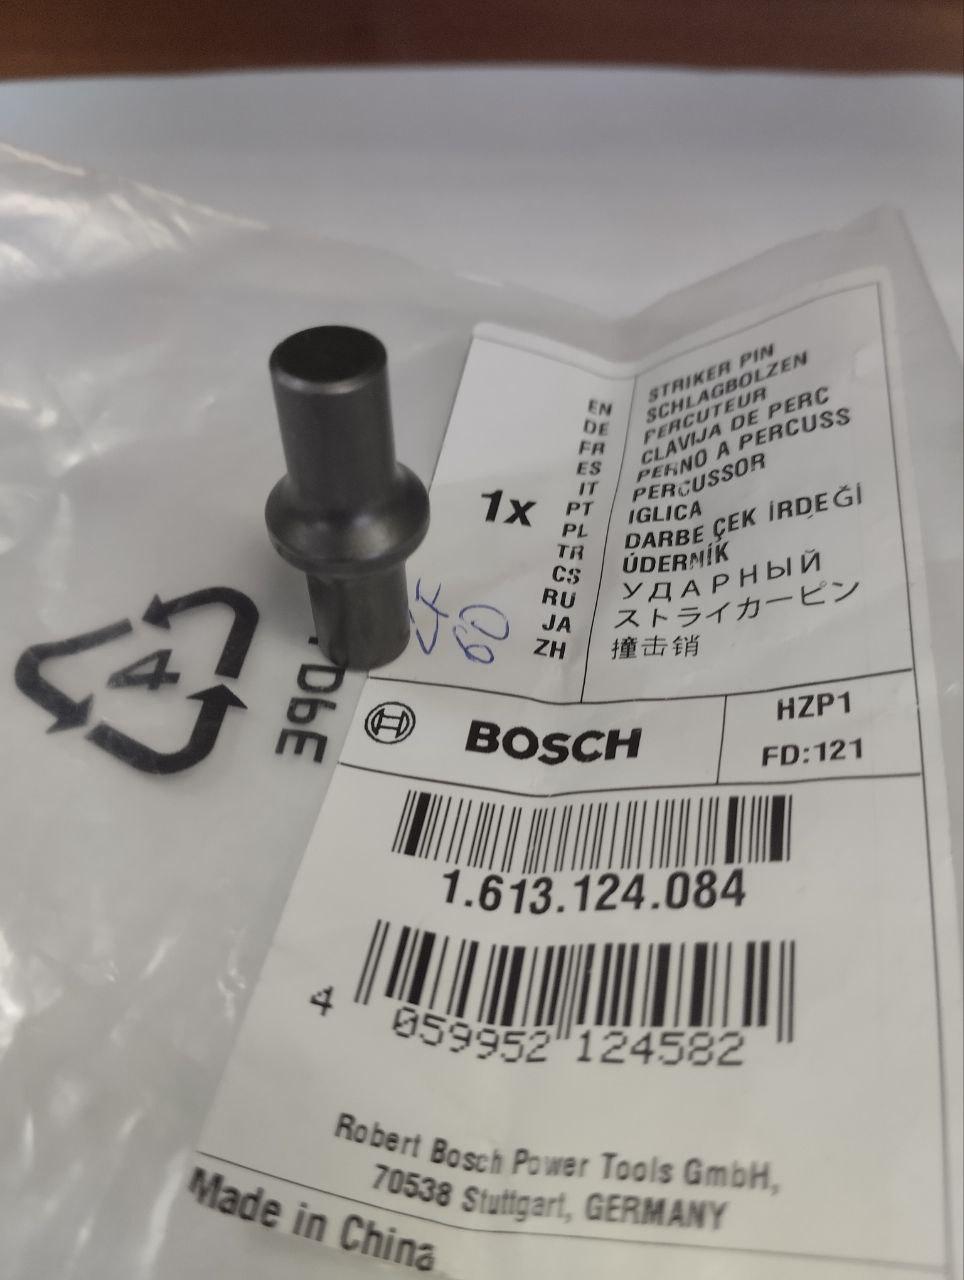 EN STRIKER PIN
DE SCHLAGBOLZEN
FR PERCUTEUR
ES CLAVIJA DE PERC
IT PERNO A PERCUSS
PT PERCUSSOR
PL IGLICA
TR DARBE ÇEK İRDEĞİ
CS ÚDERNÍK
RU УДАРНЫЙ
JA ストライカーピン
ZH 撞击销
1x
60
4
BOSCH
HZP1
FD:121
1.613.124.084
4 059952 124582
Robert Bosch Power Tools GmbH,
70538 Stuttgart, GERMANY
Made in China